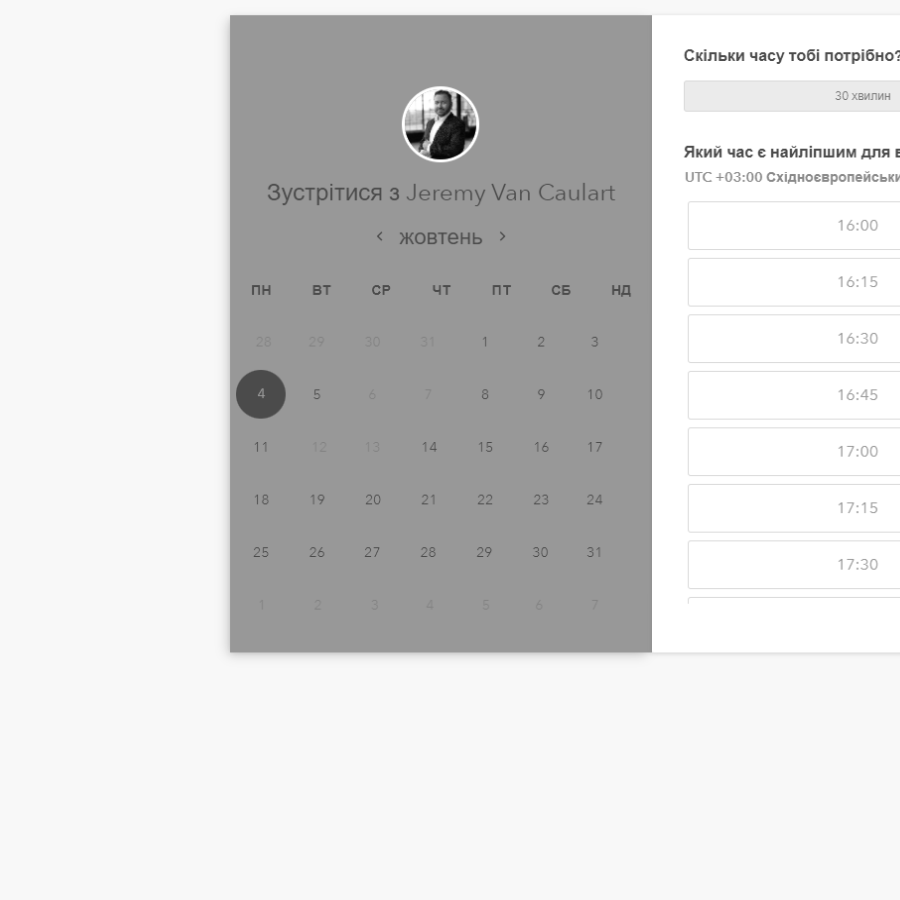 Зустрітися з Jeremy Van Caulart
жовтень
ПН ВТ СР ЧТ ПТ СБ НД
28 29 30 31 1 2 3
4 5 6 7 8 9 10
11 12 13 14 15 16 17
18 19 20 21 22 23 24
25 26 27 28 29 30 31
1 2 3 4 5 6 7
Скільки часу тобі потрібно?
30 хвилин
Який час є найліпшим для
UTC +03:00 Східноєвропейськи
16:00
16:15
16:30
16:45
17:00
17:15
17:30